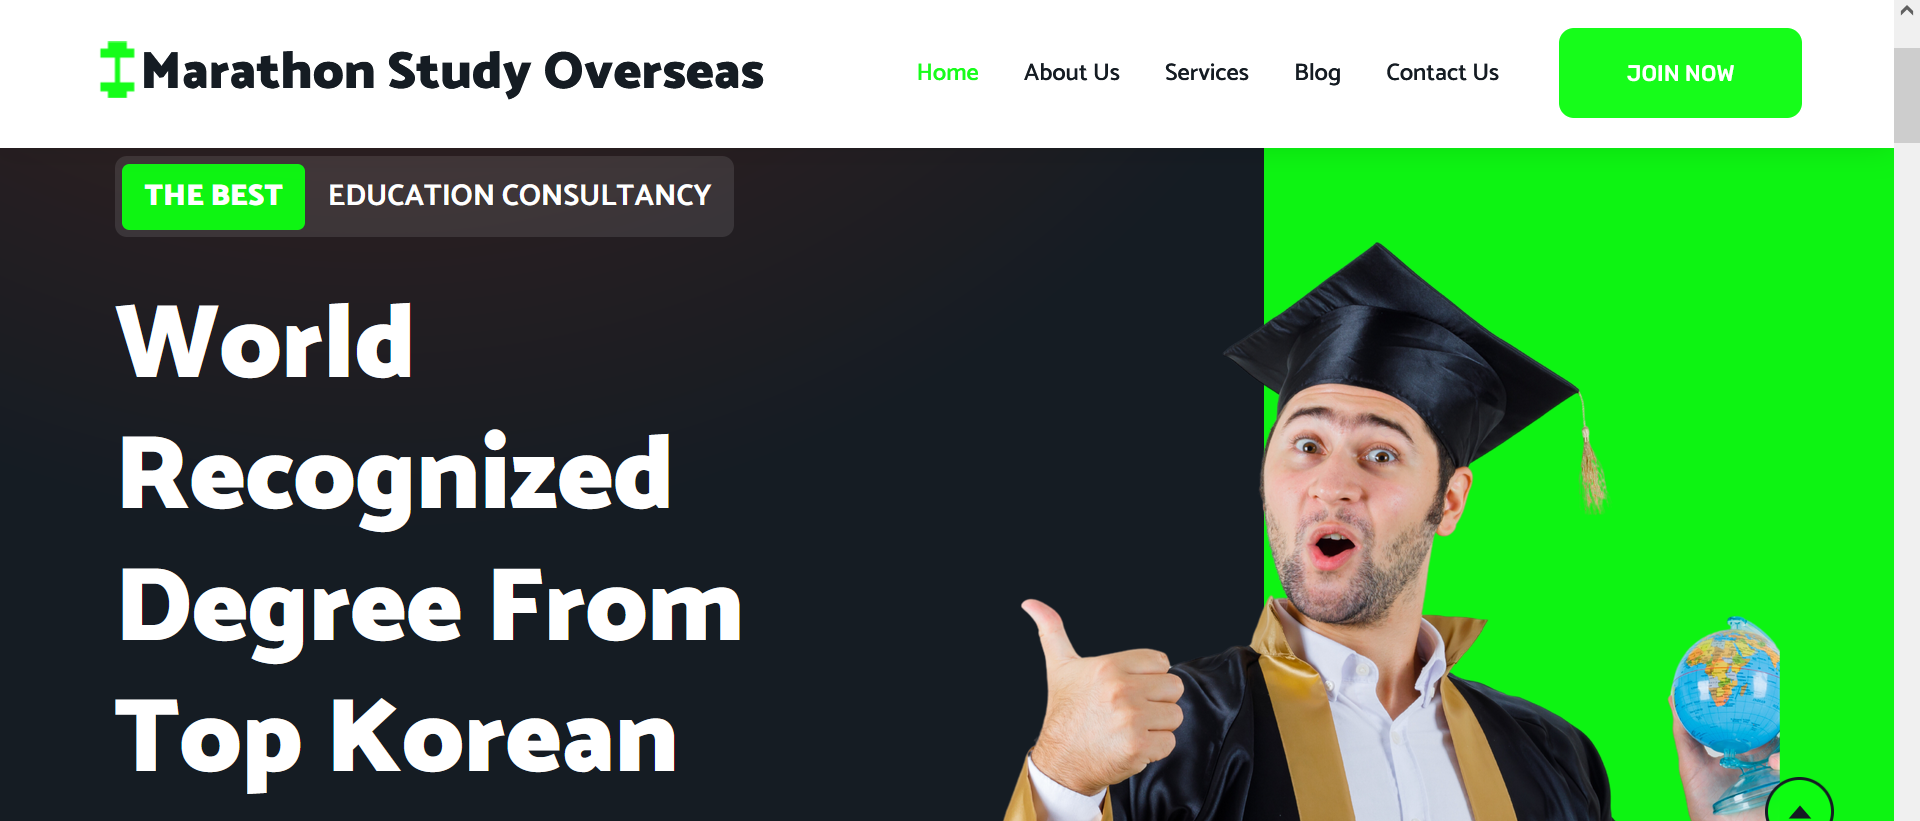 Marathon Study Overseas
Home About Us Services Blog Contact Us JOIN NOW
THE BEST EDUCATION CONSULTANCY
World
Recognized
Degree From
Top Korean